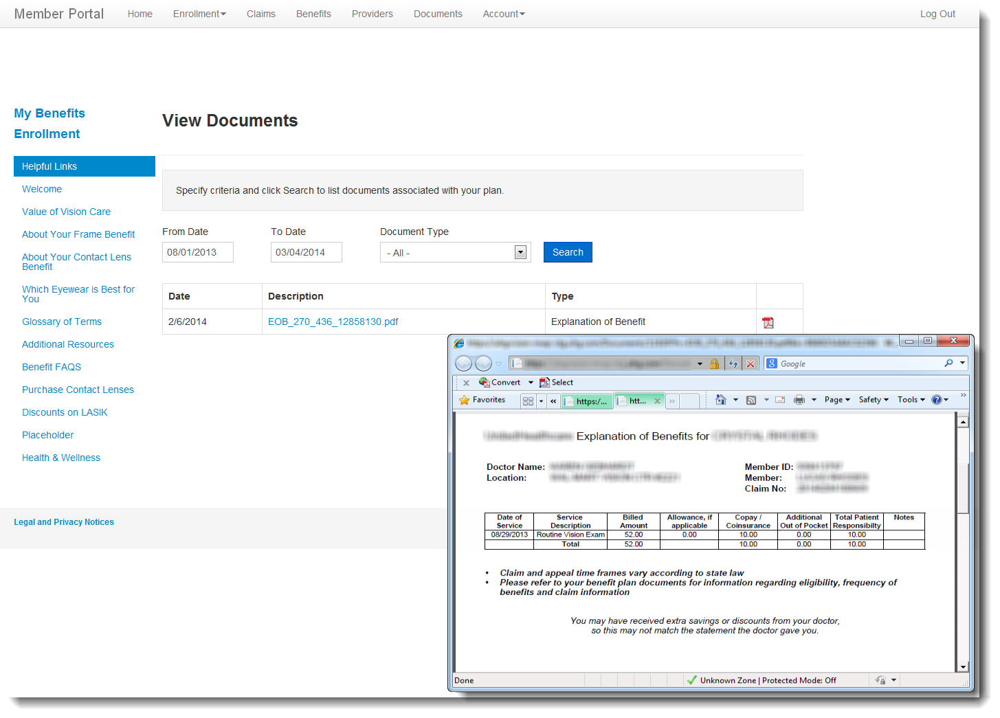 Member Portal Home Enrollment Claims Benefits Providers Documents Account Log Out
My Benefits
Enrollment
Helpful Links
Welcome
Value of Vision Care
About Your Frame Benefit
About Your Contact Lens
Benefit
Which Eyewear is Best for
You
Glossary of Terms
Additional Resources
Benefit FAQS
Purchase Contact Lenses
Discounts on LASIK
Placeholder
Health & Wellness
View Documents
Specify criteria and click Search to list documents associated with your plan.
From Date To Date Document Type
08/01/2013 03/04/2014 - All - Search
Date Description Type
2/6/2014 EOB_270_436_12858130.pdf Explanation of Benefit
Google
x Convert Select
Favorites https:/... htt... x Page Safety Tools
Explanation of Benefits for
Doctor Name: Member ID:
Location: Member:
Claim No:
Date of Service Billed Allowance, if Copay / Additional Total Patient Notes
Service Description Amount applicable Coinsurance Out of Pocket Responsibilty
08/29/2013 Routine Vision Exam 52.00 0.00 10.00 0.00 10.00
Total 52.00 10.00 0.00 10.00
• Claim and appeal time frames vary according to state law
• Please refer to your benefit plan documents for information regarding eligibility, frequency of
benefits and claim information
You may have received extra savings or discounts from your doctor,
so this may not match the statement the doctor gave you.
Done Unknown Zone | Protected Mode: Off
Legal and Privacy Notices